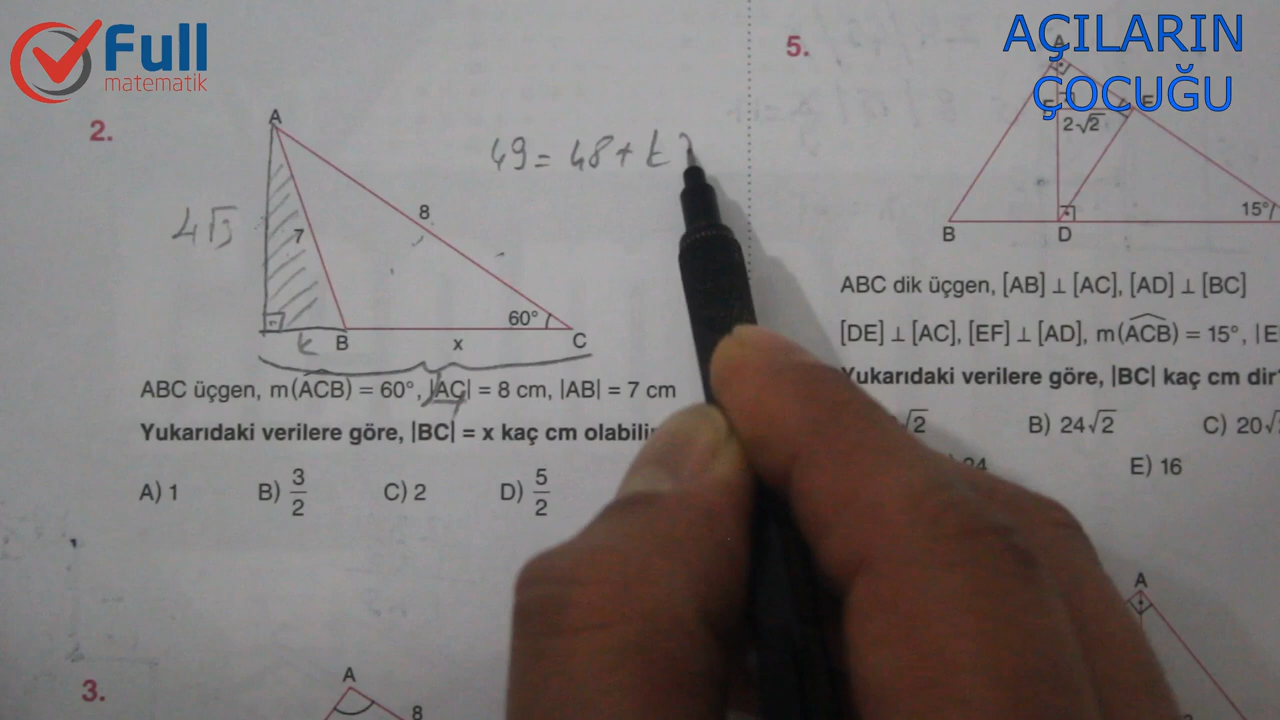 Full
matematik
AÇILARIN
ÇOCUĞU
2.
A
4√3
7
8
60°
k
B
x
C
49 = 48 + k
ABC üçgen, m(ACB) = 60°, |AC| = 8 cm, |AB| = 7 cm
Yukarıdaki verilere göre, |BC| = x kaç cm olabilir
A) 1
B) 3/2
C) 2
D) 5/2
3.
A
8
5.
A
E
2√2
15°
B
D
ABC dik üçgen, [AB] ⊥ [AC], [AD] ⊥ [BC]
[DE] ⊥ [AC], [EF] ⊥ [AD], m(ACB) = 15°, |E
Yukarıdaki verilere göre, |BC| kaç cm dir
√2
B) 24√2
C) 20√
24
E) 16
A